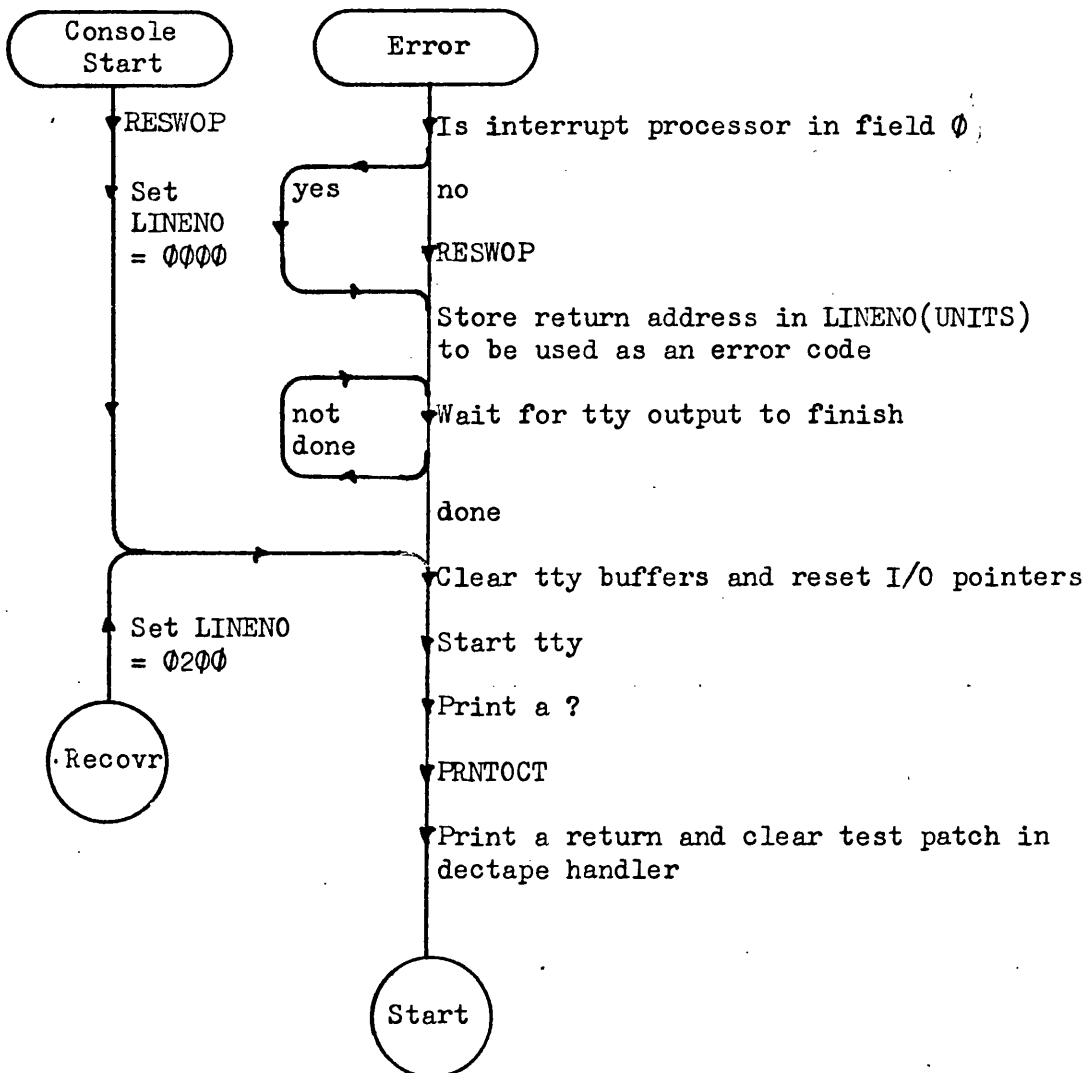 Console
Start
Error
RESWOP
Is interrupt processor in field Ø
Set
LINENO
= ØØØØ
yes
no
RESWOP
Store return address in LINENO(UNITS)
to be used as an error code
not
done
Wait for tty output to finish
done
Clear tty buffers and reset I/O pointers
Set LINENO
= Ø2ØØ
Start tty
Print a ?
Recovr
PRNTOCT
Print a return and clear test patch in
dectape handler
Start